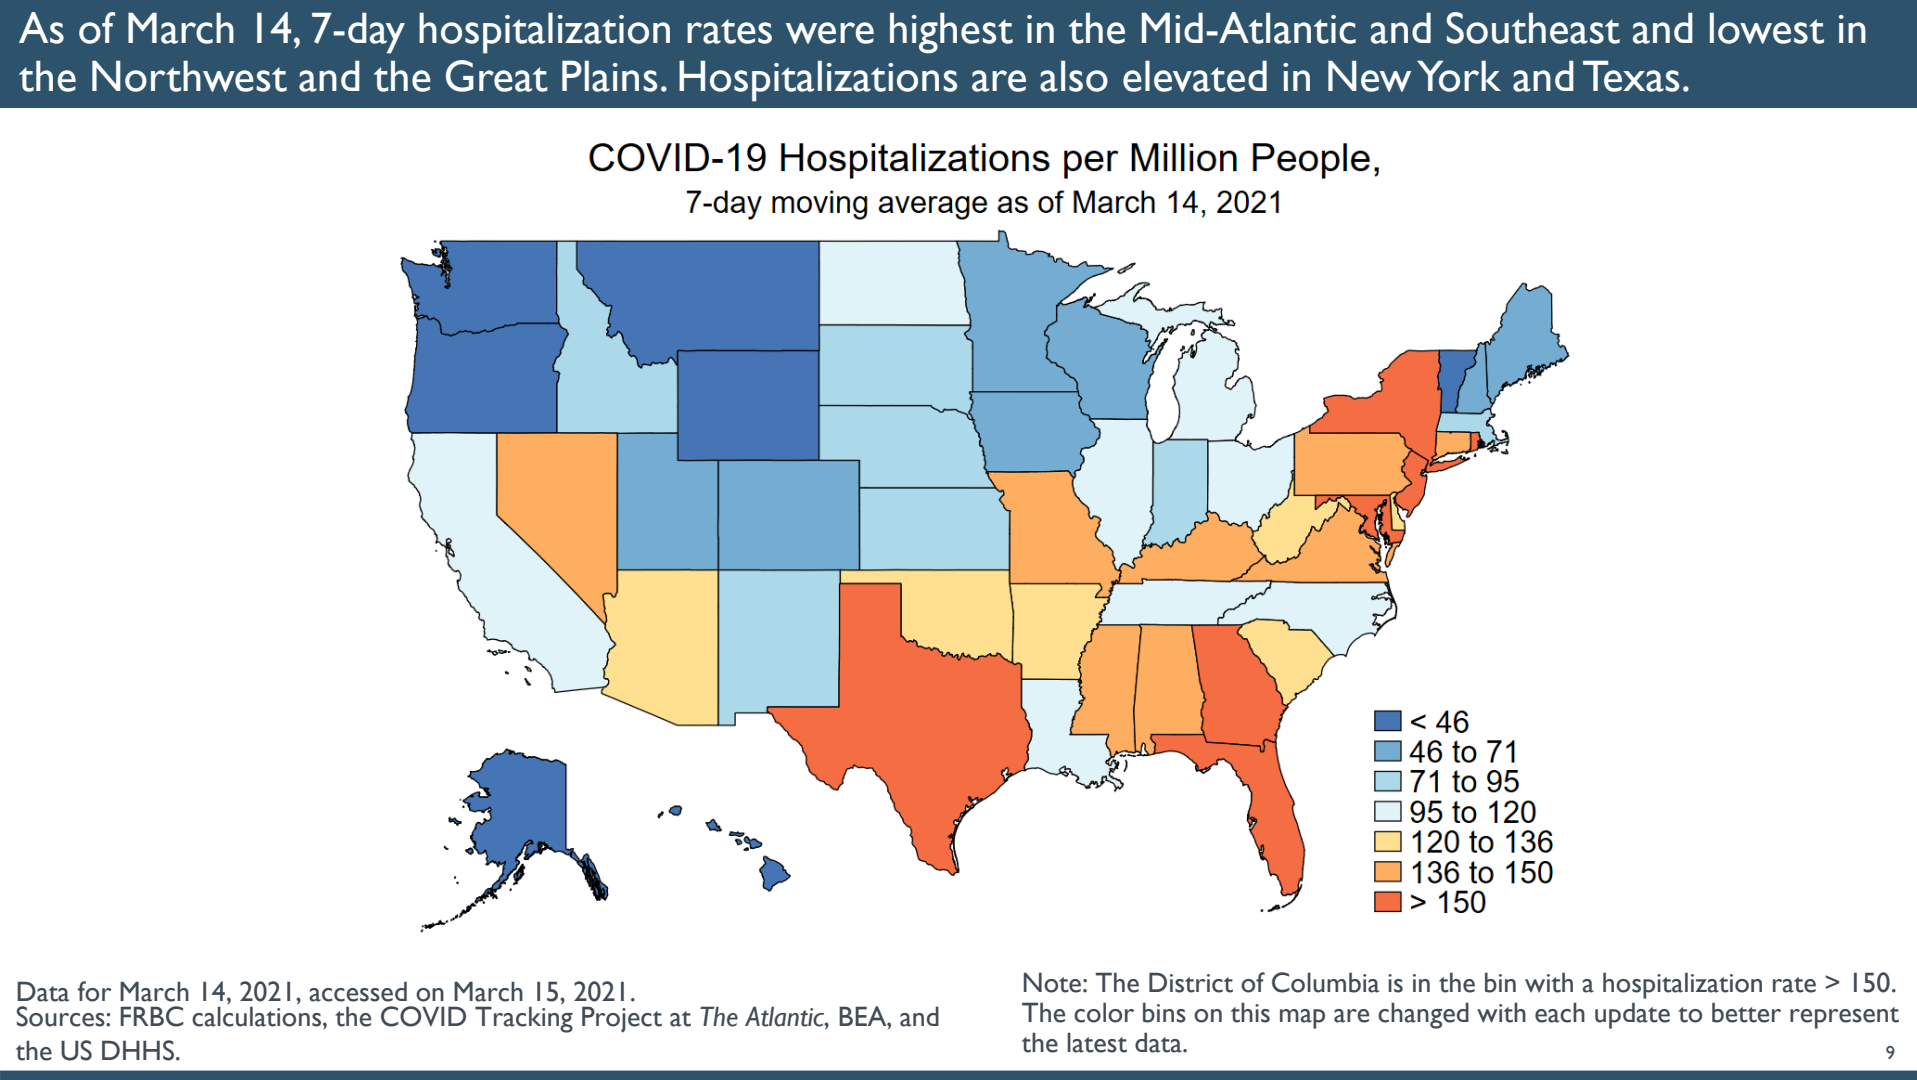 As of March 14, 7-day hospitalization rates were highest in the Mid-Atlantic and Southeast and lowest in
the Northwest and the Great Plains. Hospitalizations are also elevated in New York and Texas.
COVID-19 Hospitalizations per Million People,
7-day moving average as of March 14, 2021
< 46
46 to 71
71 to 95
95 to 120
120 to 136
136 to 150
> 150
Data for March 14, 2021, accessed on March 15, 2021.
Sources: FRBC calculations, the COVID Tracking Project at The Atlantic, BEA, and
the US DHHS.
Note: The District of Columbia is in the bin with a hospitalization rate > 150.
The color bins on this map are changed with each update to better represent
the latest data.
9